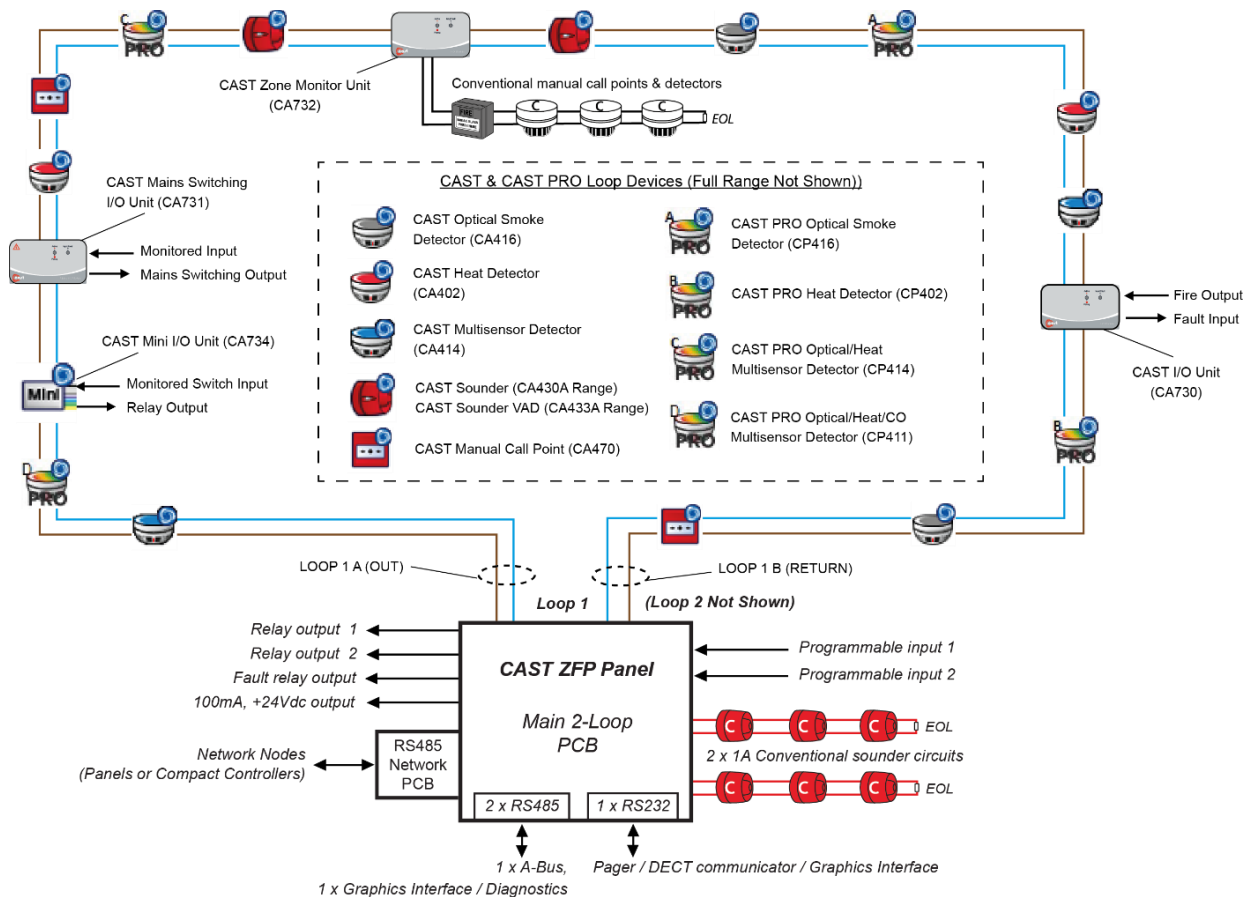 C
PRO
A
PRO
CAST Zone Monitor Unit
(CA732)
Conventional manual call points & detectors
FIRE
C
C
C
EOL
CAST Mains Switching
I/O Unit (CA731)
Monitored Input
Mains Switching Output
CAST Mini I/O Unit (CA734)
Monitored Switch Input
Relay Output
Mini
D
PRO
CAST & CAST PRO Loop Devices (Full Range Not Shown))
CAST Optical Smoke
Detector (CA416)
CAST Heat Detector
(CA402)
CAST Multisensor Detector
(CA414)
CAST Sounder (CA430A Range)
CAST Sounder VAD (CA433A Range)
CAST Manual Call Point (CA470)
A
PRO
CAST PRO Optical Smoke
Detector (CP416)
B
PRO
CAST PRO Heat Detector (CP402)
C
PRO
CAST PRO Optical/Heat
Multisensor Detector (CP414)
D
PRO
CAST PRO Optical/Heat/CO
Multisensor Detector (CP411)
Fire Output
Fault Input
CAST I/O Unit
(CA730)
B
PRO
LOOP 1 A (OUT)
LOOP 1 B (RETURN)
Loop 1
(Loop 2 Not Shown)
Relay output 1
Relay output 2
Fault relay output
100mA, +24Vdc output
Network Nodes
(Panels or Compact Controllers)
RS485
Network
PCB
CAST ZFP Panel
Main 2-Loop
PCB
2 x RS485
1 x RS232
Programmable input 1
Programmable input 2
C
C
C
EOL
2 x 1A Conventional sounder circuits
C
C
C
EOL
1 x A-Bus,
1 x Graphics Interface / Diagnostics
Pager / DECT communicator / Graphics Interface